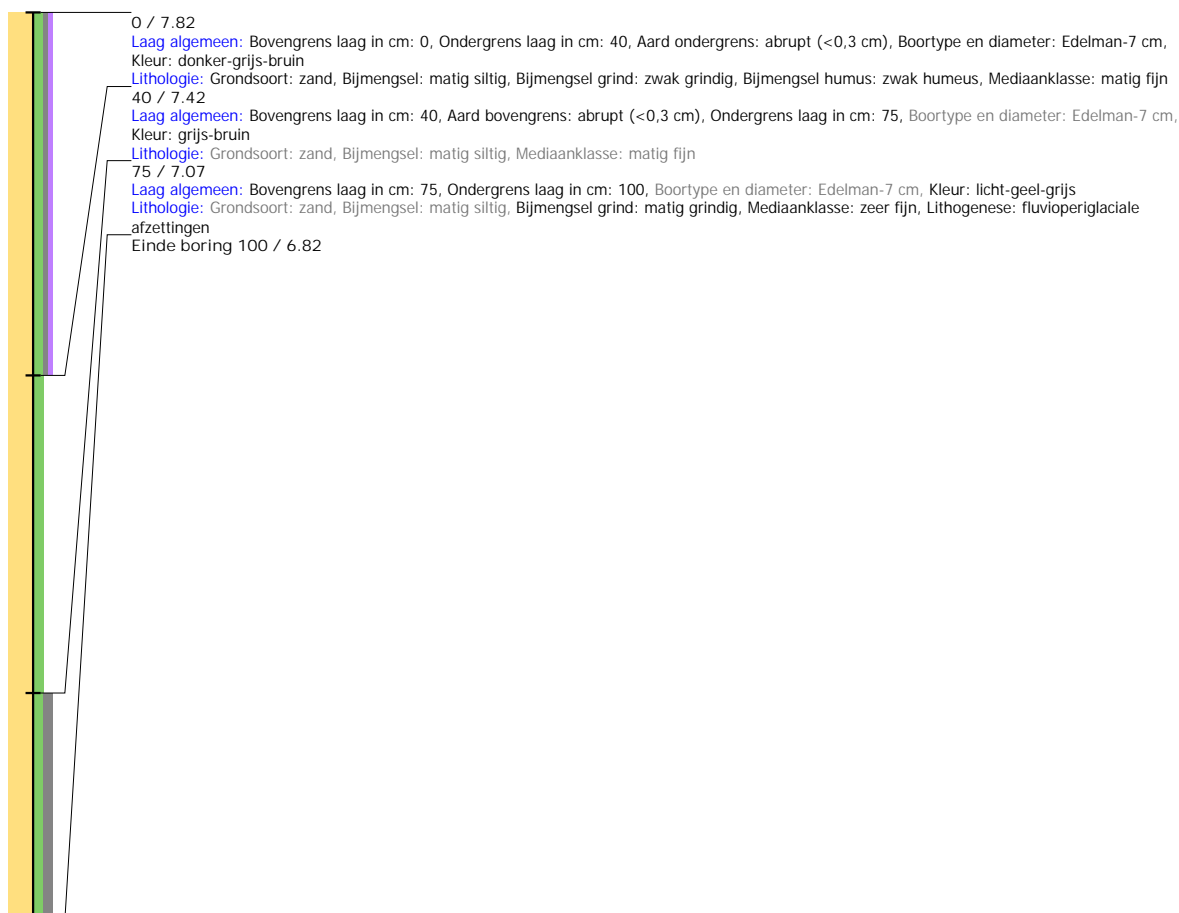 0 / 7.82
Laag algemeen: Bovengrens laag in cm: 0, Ondergrens laag in cm: 40, Aard ondergrens: abrupt (<0,3 cm), Boortype en diameter: Edelman-7 cm,
Kleur: donker-grijs-bruin
Lithologie: Grondsoort: zand, Bijmengsel: matig siltig, Bijmengsel grind: zwak grindig, Bijmengsel humus: zwak humeus, Mediaanklasse: matig fijn
40 / 7.42
Laag algemeen: Bovengrens laag in cm: 40, Aard bovengrens: abrupt (<0,3 cm), Ondergrens laag in cm: 75, Boortype en diameter: Edelman-7 cm,
Kleur: grijs-bruin
Lithologie: Grondsoort: zand, Bijmengsel: matig siltig, Mediaanklasse: matig fijn
75 / 7.07
Laag algemeen: Bovengrens laag in cm: 75, Ondergrens laag in cm: 100, Boortype en diameter: Edelman-7 cm, Kleur: licht-geel-grijs
Lithologie: Grondsoort: zand, Bijmengsel: matig siltig, Bijmengsel grind: matig grindig, Mediaanklasse: zeer fijn, Lithogenese: fluvioperiglaciale
afzettingen
Einde boring 100 / 6.82